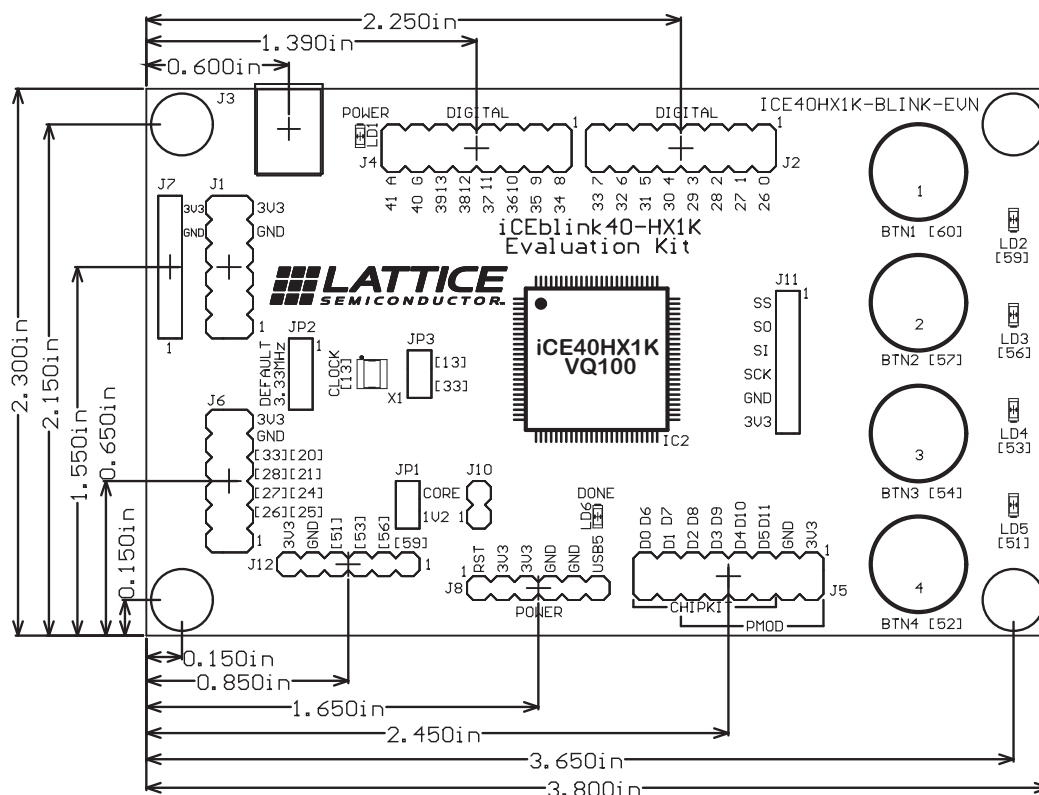 2.250in
1.390in
0.600in
J3
POWER
LD1
DIGITAL
1
DIGITAL
1
ICE40HX1K-BLINK-EVN
J4
J2
41 A
40 G
3913
3812
37 11
3610
35 9
34 8
33 7
32 6
31 5
30 4
29 3
28 2
27 1
26 0
iCEblink40-HX1K
Evaluation Kit
J7
J1
3V3
GND
3V3
GND
1
1
LATTICE
SEMICONDUCTOR
iCE40HX1K
VQ100
IC2
J11
1
SS
SO
SI
SCK
GND
3V3
1
BTN1 [60]
2
BTN2 [57]
3
BTN3 [54]
4
BTN4 [52]
LD2
[59]
LD3
[56]
LD4
[53]
LD5
[51]
JP2
1
DEFAULT
3.33MHz
CLOCK
[13]
X1
JP3
[13]
[33]
J6
3V3
GND
[33][20]
[28][21]
[27][24]
[26][25]
1
JP1
CORE
1V2
J10
1
DONE
LD6
3V3
GND
[51]
[53]
[56]
[59]
J12
1
1
RST
3V3
3V3
GND
GND
USB5
J8
POWER
D0 D6
D1 D7
D2 D8
D3 D9
D4 D10
D5 D11
GND
3V3
1
J5
CHIPKIT
PMOD
2.300in
2.150in
1.550in
0.650in
0.150in
0.150in
0.850in
1.650in
2.450in
3.650in
3.800in